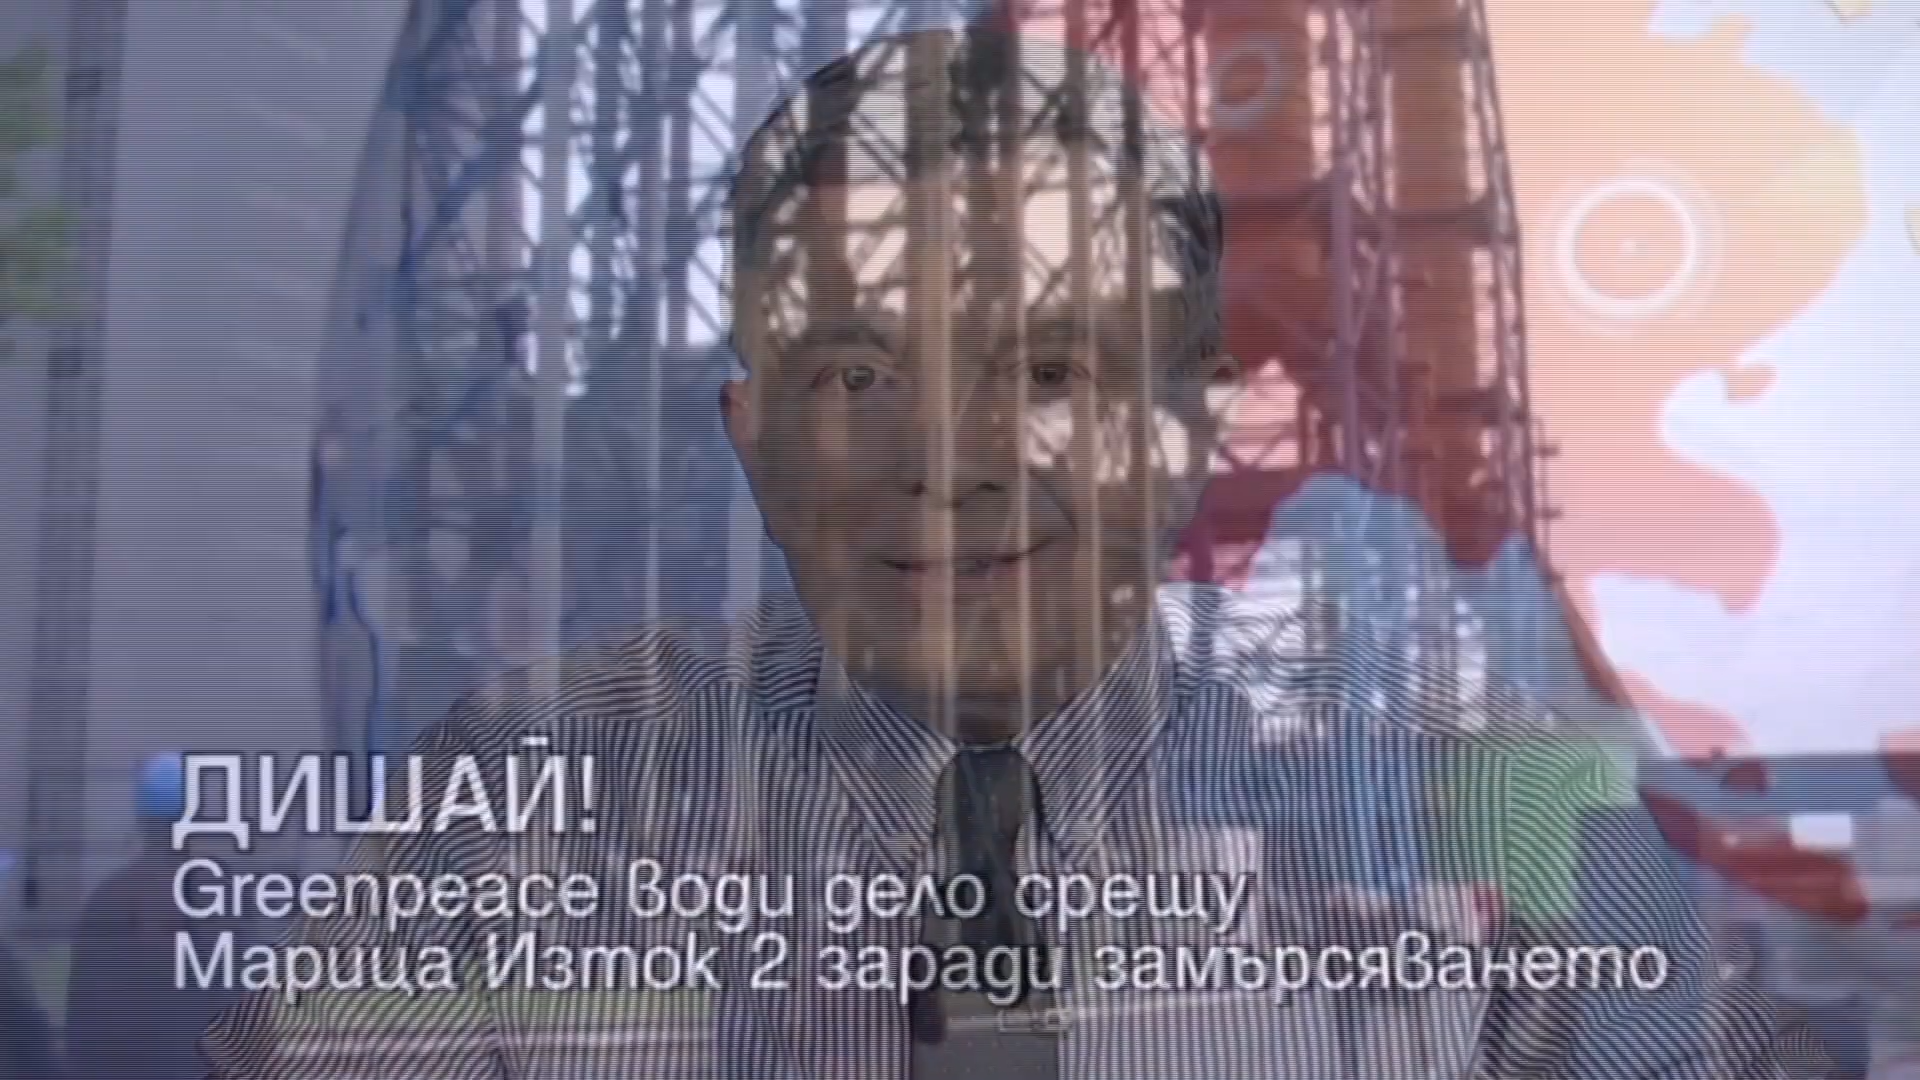 ДИШАЙ!
Greenpeace води дело срещу
Марица Изток 2 заради замърсяването